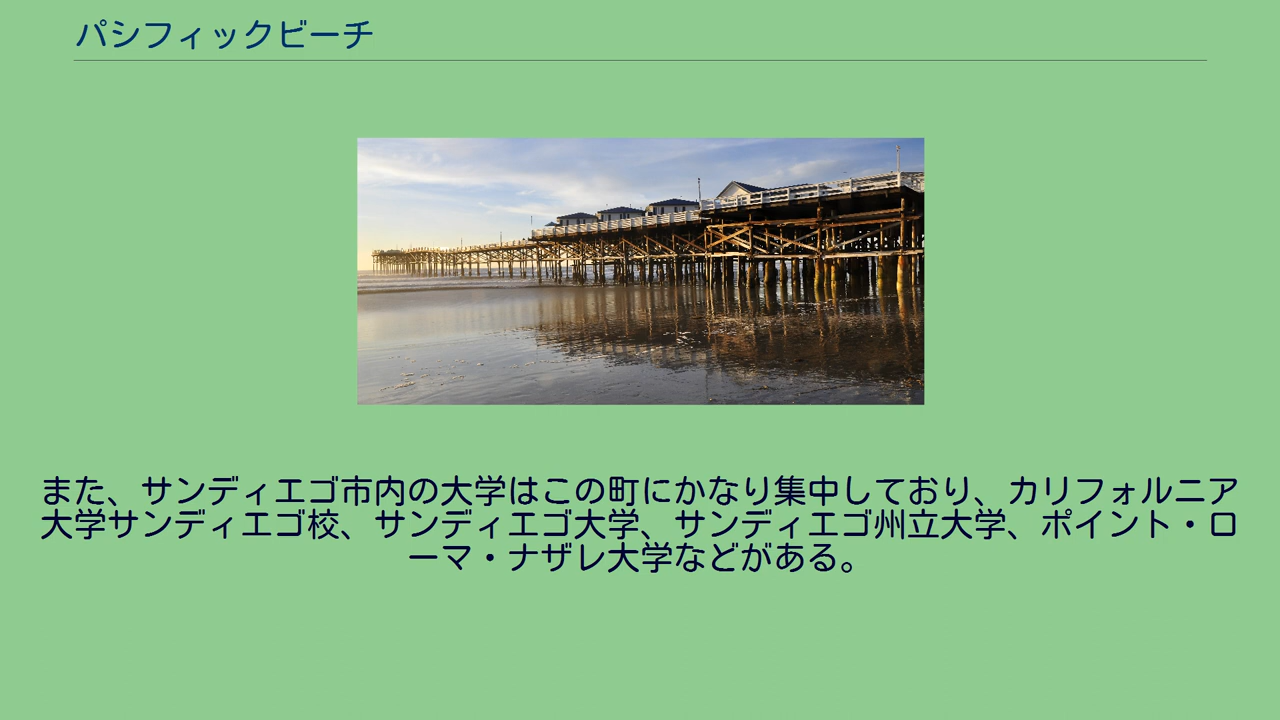 パシフィックビーチ
また、サンディエゴ市内の大学はこの町にかなり集中しており、カリフォルニア
大学サンディエゴ校、サンディエゴ大学、サンディエゴ州立大学、ポイント・ロ
ーマ・ナザレ大学などがある。